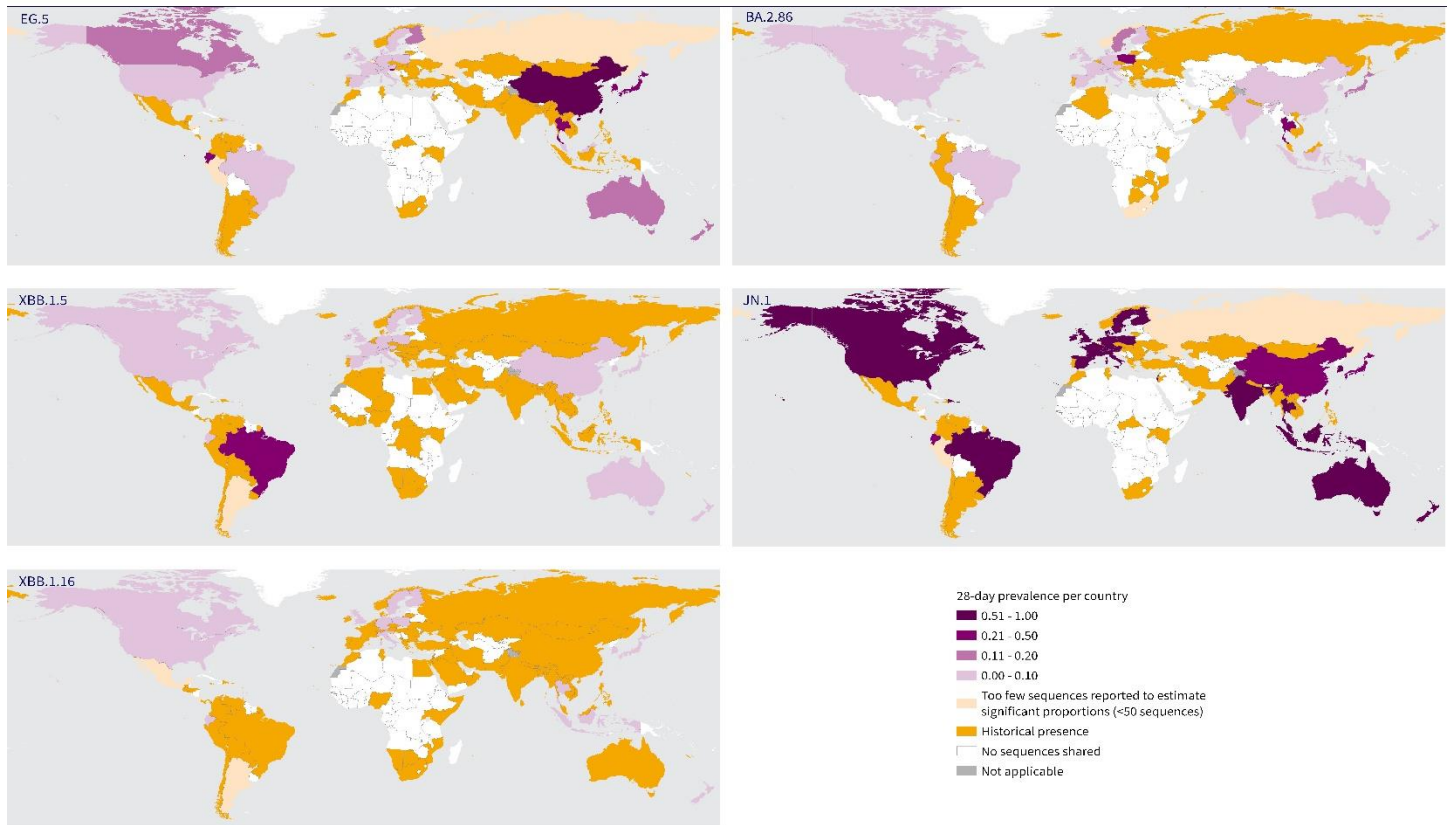 EG.5
BA.2.86
XBB.1.5
JN.1
XBB.1.16
28-day prevalence per country
0.51 - 1.00
0.21 - 0.50
0.11 - 0.20
0.00 - 0.10
Too few sequences reported to estimate
significant proportions (<50 sequences)
Historical presence
No sequences shared
Not applicable